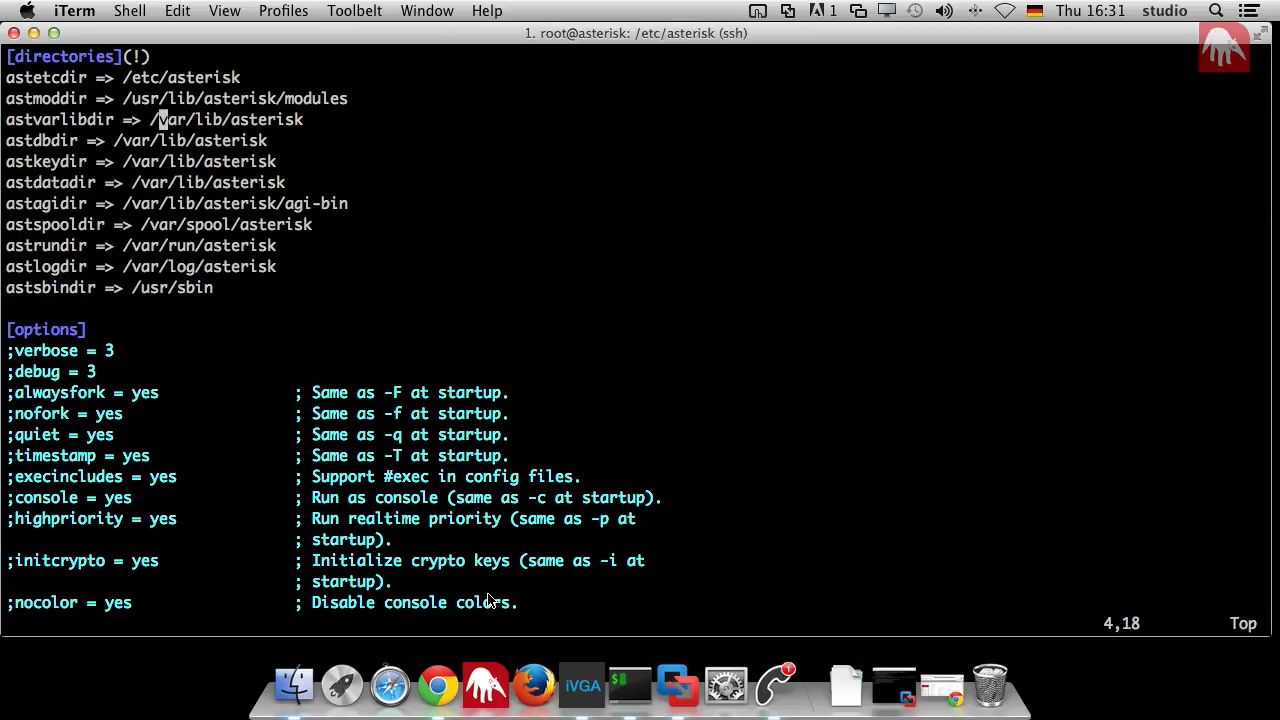 iTerm Shell Edit View Profiles Toolbelt Window Help 1 Thu 16:31 studio
1. root@asterisk: /etc/asterisk (ssh)
[directories](!)
astetcdir => /etc/asterisk
astmoddir => /usr/lib/asterisk/modules
astvarlibdir => /var/lib/asterisk
astdbdir => /var/lib/asterisk
astkeydir => /var/lib/asterisk
astdatadir => /var/lib/asterisk
astagidir => /var/lib/asterisk/agi-bin
astspooldir => /var/spool/asterisk
astrundir => /var/run/asterisk
astlogdir => /var/log/asterisk
astsbindir => /usr/sbin
[options]
;verbose = 3
;debug = 3
;alwaysfork = yes ; Same as -F at startup.
;nofork = yes ; Same as -f at startup.
;quiet = yes ; Same as -q at startup.
;timestamp = yes ; Same as -T at startup.
;execincludes = yes ; Support #exec in config files.
;console = yes ; Run as console (same as -c at startup).
;highpriority = yes ; Run realtime priority (same as -p at
; startup).
;initcrypto = yes ; Initialize crypto keys (same as -i at
; startup).
;nocolor = yes ; Disable console colors.
4,18 Top
iVGA $ 1